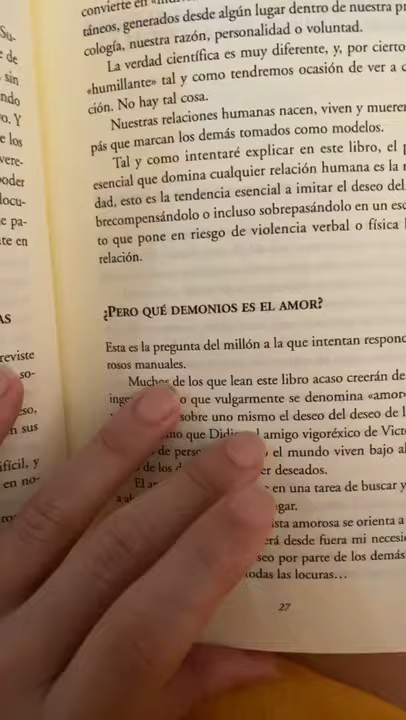 Su-
e de
sin
ndo
o. Y
e los
vere-
poder
locu-
e pa-
te en
AS
reviste
so-
eso,
n sus
ifícil, y
en no-
convierte en
táneos, generados desde algún lugar dentro de nuestra
cología, nuestra razón, personalidad o voluntad.
La verdad científica es muy diferente, y, por cierto
«humillante» tal y como tendremos ocasión de ver a
ción. No hay tal cosa.
Nuestras relaciones humanas nacen, viven y mueren
pás que marcan los demás tomados como modelos.
Tal y como intentaré explicar en este libro, el
esencial que domina cualquier relación humana es la
dad, esto es la tendencia esencial a imitar el deseo del
brecompensándolo o incluso sobrepasándolo en un
to que pone en riesgo de violencia verbal o física
relación.
¿PERO QUÉ DEMONIOS ES EL AMOR?
Esta es la pregunta del millón a la que intentan
rosos manuales.
Muchos de los que lean este libro acaso creerán de
o que vulgarmente se denomina
sobre uno mismo el deseo del deseo de
que amigo vigoréxico de
de el mundo viven bajo
de los er deseados.
El en una tarea de buscar y
gar.
ista amorosa se orienta a
erá desde fuera mi
seo por parte de los demás
todas las locuras…
27